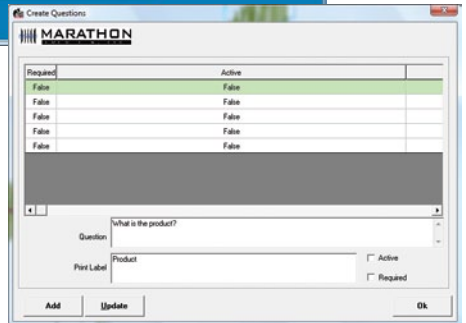 Create Questions
MARATHON
Required Active
False False
False False
False False
False False
False False
Question What is the product?
Print Label Product
Active
Required
Add Update Ok